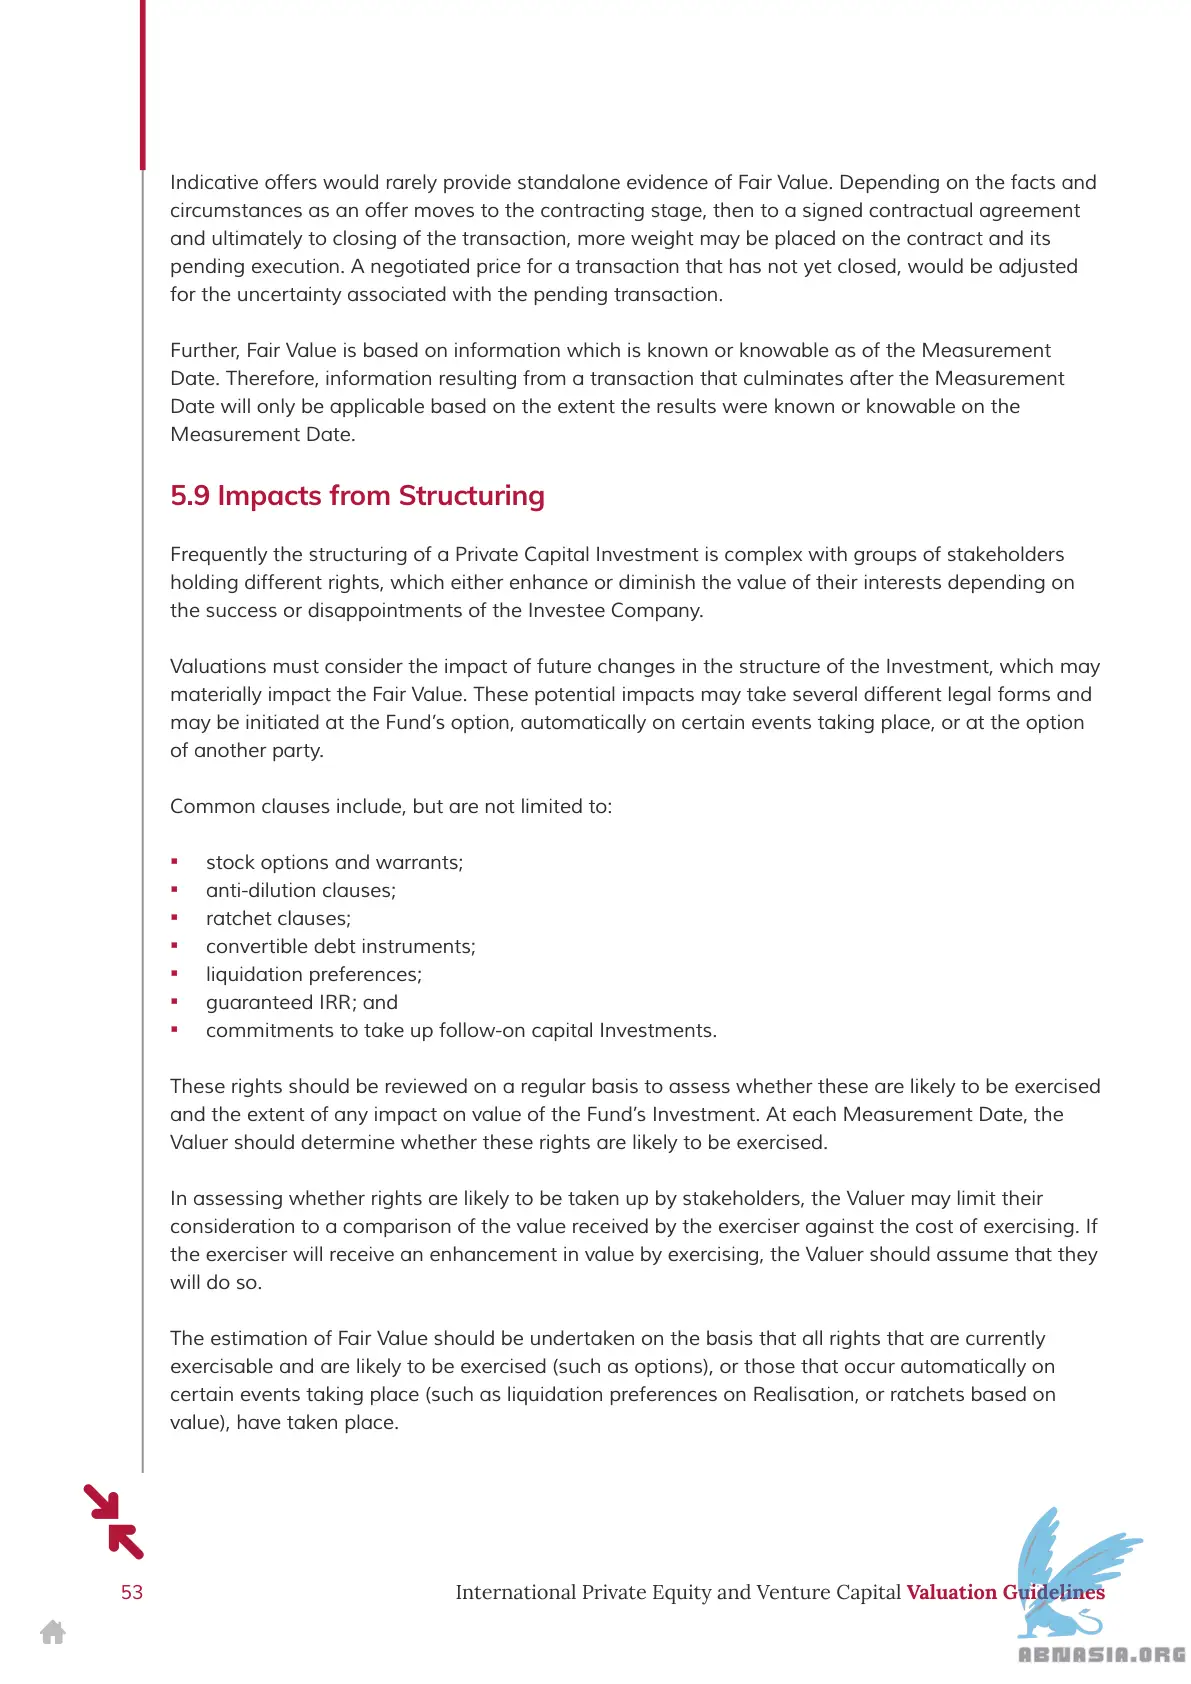 Indicative offers would rarely provide standalone evidence of Fair Value. Depending on the facts and
circumstances as an offer moves to the contracting stage, then to a signed contractual agreement
and ultimately to closing of the transaction, more weight may be placed on the contract and its
pending execution. A negotiated price for a transaction that has not yet closed, would be adjusted
for the uncertainty associated with the pending transaction.
Further, Fair Value is based on information which is known or knowable as of the Measurement
Date. Therefore, information resulting from a transaction that culminates after the Measurement
Date will only be applicable based on the extent the results were known or knowable on the
Measurement Date.
5.9 Impacts from Structuring
Frequently the structuring of a Private Capital Investment is complex with groups of stakeholders
holding different rights, which either enhance or diminish the value of their interests depending on
the success or disappointments of the Investee Company.
Valuations must consider the impact of future changes in the structure of the Investment, which may
materially impact the Fair Value. These potential impacts may take several different legal forms and
may be initiated at the Fund's option, automatically on certain events taking place, or at the option
of another party.
Common clauses include, but are not limited to:
▪ stock options and warrants;
▪ anti-dilution clauses;
▪ ratchet clauses;
▪ convertible debt instruments;
▪ liquidation preferences;
▪ guaranteed IRR; and
▪ commitments to take up follow-on capital Investments.
These rights should be reviewed on a regular basis to assess whether these are likely to be exercised
and the extent of any impact on value of the Fund's Investment. At each Measurement Date, the
Valuer should determine whether these rights are likely to be exercised.
In assessing whether rights are likely to be taken up by stakeholders, the Valuer may limit their
consideration to a comparison of the value received by the exerciser against the cost of exercising. If
the exerciser will receive an enhancement in value by exercising, the Valuer should assume that they
will do so.
The estimation of Fair Value should be undertaken on the basis that all rights that are currently
exercisable and are likely to be exercised (such as options), or those that occur automatically on
certain events taking place (such as liquidation preferences on Realisation, or ratchets based on
value), have taken place.
53
International Private Equity and Venture Capital Valuation Guidelines
ABNASIA.ORG